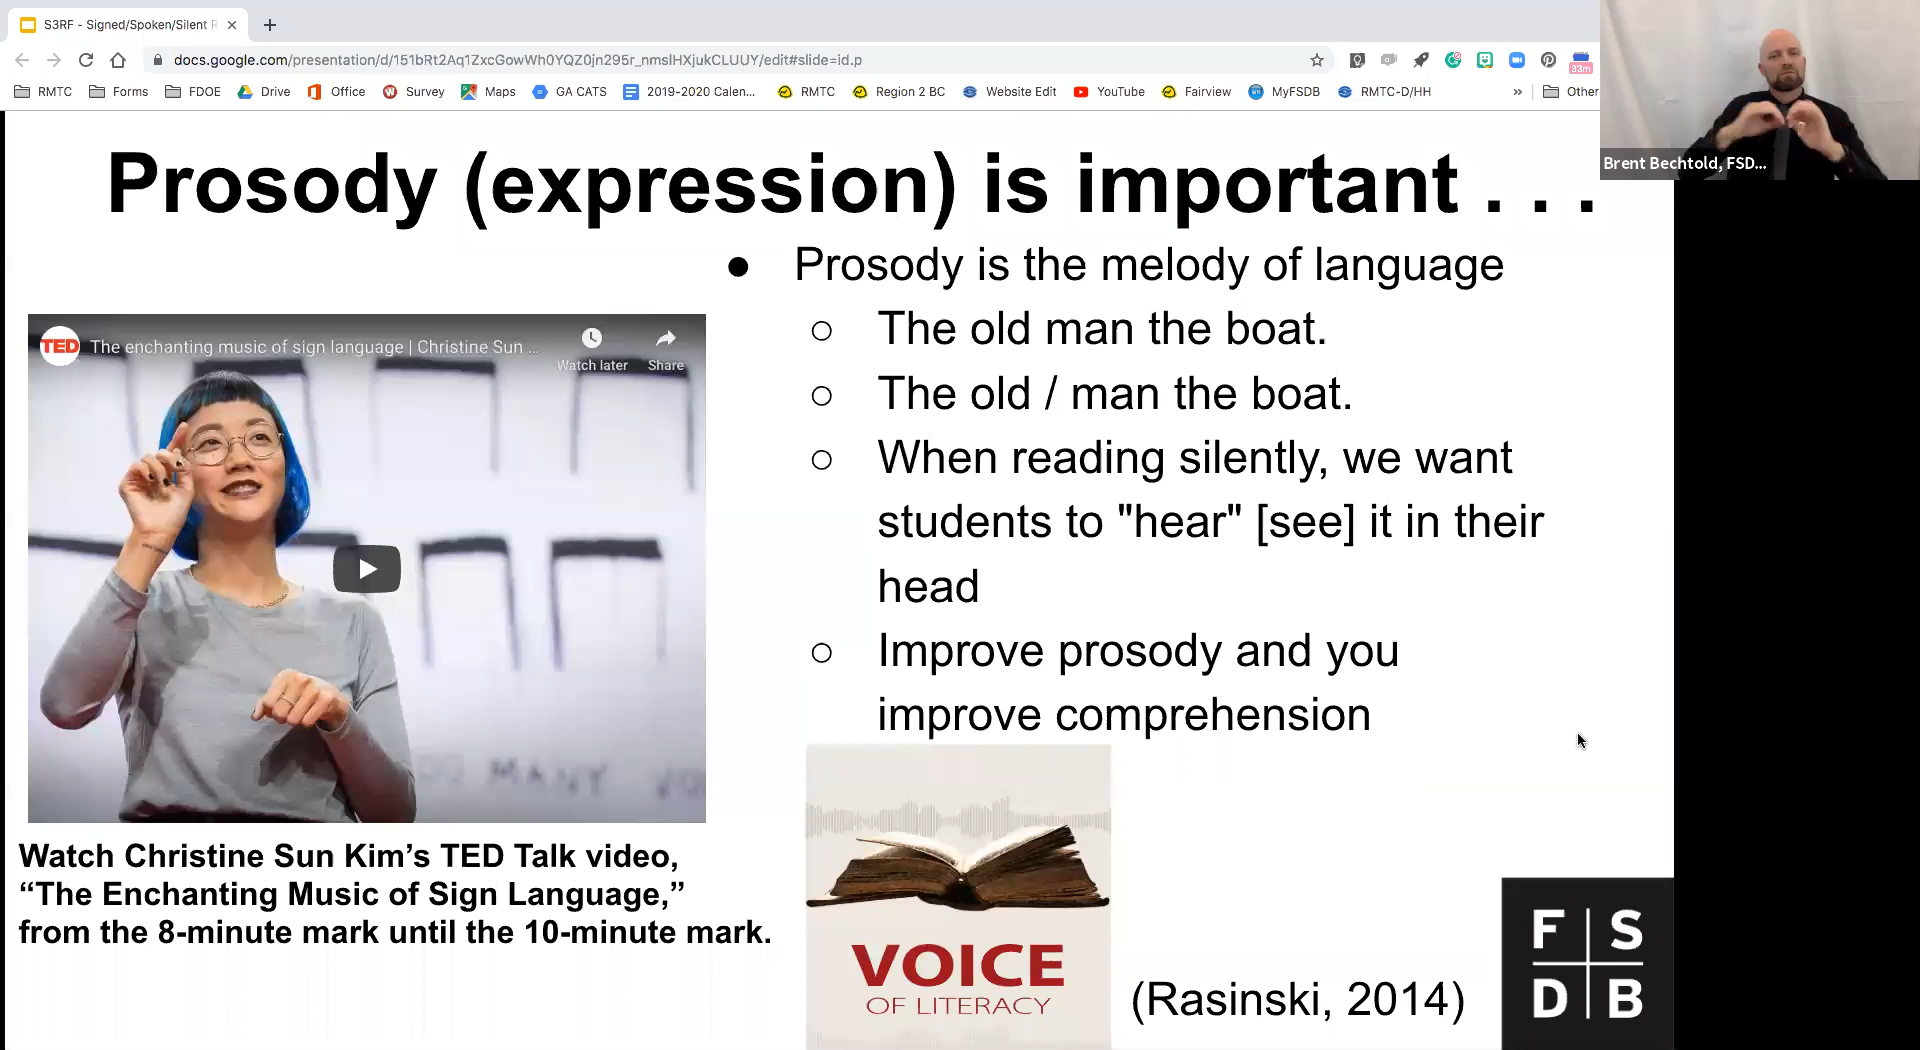 S3RF - Signed/Spoken/Silent R
docs.google.com/presentation/d/151bRt2Aq1ZxcGowWh0YQZ0jn295r_nmslHXjukCLUUY/edit#slide=id.p
33m
RMTC Forms FDOE Drive Office Survey Maps GA CATS 2019-2020 Calen... RMTC Region 2 BC Website Edit YouTube Fairview MyFSDB RMTC-D/HH » Other
Brent Bechtold, FSD...
Prosody (expression) is important . . .
● Prosody is the melody of language
○ The old man the boat.
○ The old / man the boat.
○ When reading silently, we want
students to "hear" [see] it in their
head
○ Improve prosody and you
improve comprehension
TED The enchanting music of sign language | Christine Sun ...
Watch later Share
MANY
Watch Christine Sun Kim’s TED Talk video,
“The Enchanting Music of Sign Language,”
from the 8-minute mark until the 10-minute mark.
VOICE
OF LITERACY
(Rasinski, 2014)
F S
D B